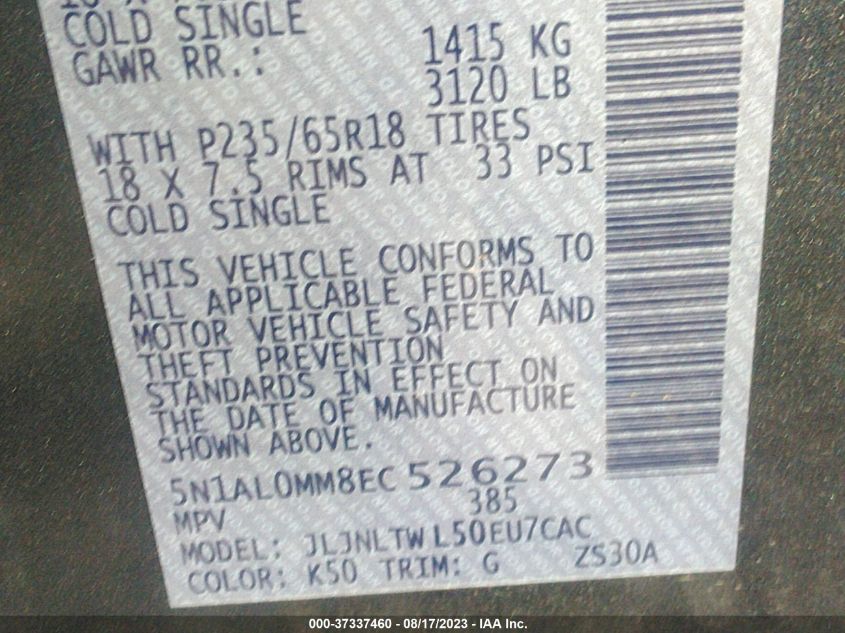 COLD SINGLE
GAWR RR.: 1415 KG
3120 LB
WITH P235/65R18 TIRES
18 X 7.5 RIMS AT 33 PSI
COLD SINGLE
THIS VEHICLE CONFORMS TO
ALL APPLICABLE FEDERAL
MOTOR VEHICLE SAFETY AND
THEFT PREVENTION
STANDARDS IN EFFECT ON
THE DATE OF MANUFACTURE
SHOWN ABOVE.
5N1AL0MM8EC 526273
MPV 385
MODEL: JLJNLTWL50EU7CAC
COLOR: K50 TRIM: G ZS30A
000-37337460 - 08/17/2023 - IAA Inc.